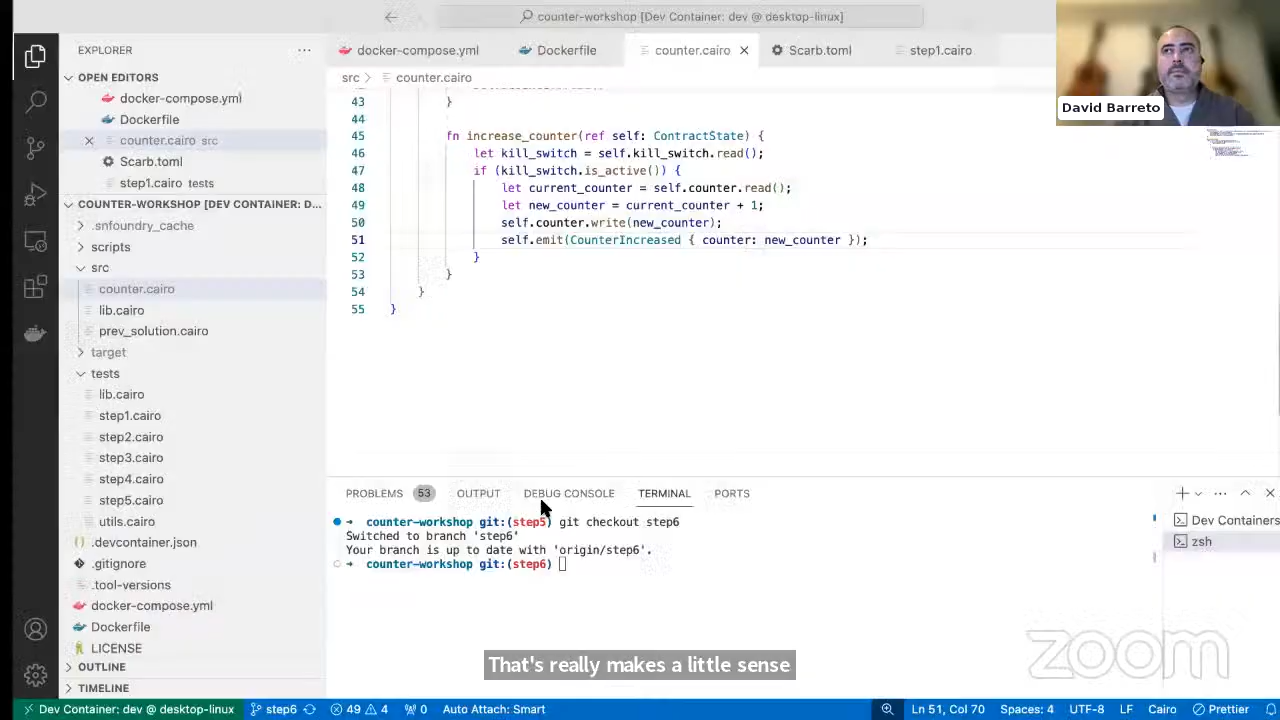 counter-workshop [Dev Container: dev @ desktop-linux]
EXPLORER
docker-compose.yml
Dockerfile
counter.cairo
Scarb.toml
step1.cairo
David Barreto
OPEN EDITORS
docker-compose.yml
Dockerfile
counter.cairo src
Scarb.toml
step1.cairo tests
COUNTER-WORKSHOP [DEV CONTAINER: D...
.snfoundry_cache
scripts
src
counter.cairo
lib.cairo
prev_solution.cairo
target
tests
lib.cairo
step1.cairo
step2.cairo
step3.cairo
step4.cairo
step5.cairo
utils.cairo
.devcontainer.json
.gitignore
.tool-versions
docker-compose.yml
Dockerfile
LICENSE
OUTLINE
TIMELINE
src > counter.cairo
43 }
44
45 fn increase_counter(ref self: ContractState) {
46 let kill_switch = self.kill_switch.read();
47 if (kill_switch.is_active()) {
48 let current_counter = self.counter.read();
49 let new_counter = current_counter + 1;
50 self.counter.write(new_counter);
51 self.emit(CounterIncreased { counter: new_counter });
52 }
53 }
54 }
55 }
PROBLEMS 53 OUTPUT DEBUG CONSOLE TERMINAL PORTS
counter-workshop git:(step5) git checkout step6
Switched to branch 'step6'
Your branch is up to date with 'origin/step6'.
counter-workshop git:(step6)
Dev Containers
zsh
zoom
That's really makes a little sense
Dev Container: dev @ desktop-linux step6 49 4 0 Auto Attach: Smart Ln 51, Col 70 Spaces: 4 UTF-8 LF Cairo Prettier